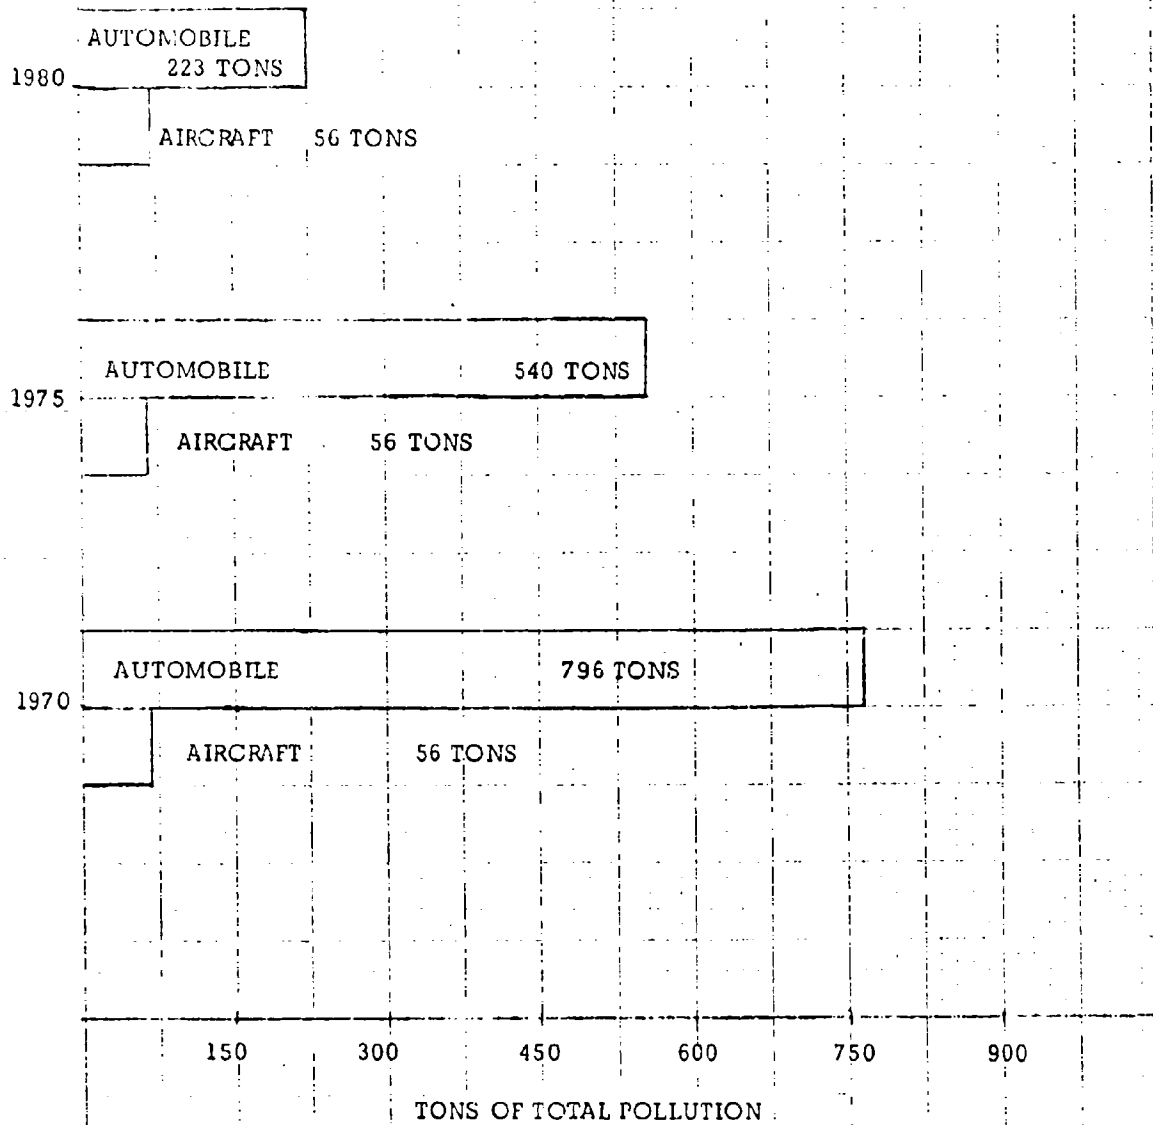 AUTOMOBILE
223 TONS
1980
AIRCRAFT 56 TONS
AUTOMOBILE 540 TONS
1975
AIRCRAFT 56 TONS
AUTOMOBILE 796 TONS
1970
AIRCRAFT 56 TONS
150 300 450 600 750 900
TONS OF TOTAL POLLUTION